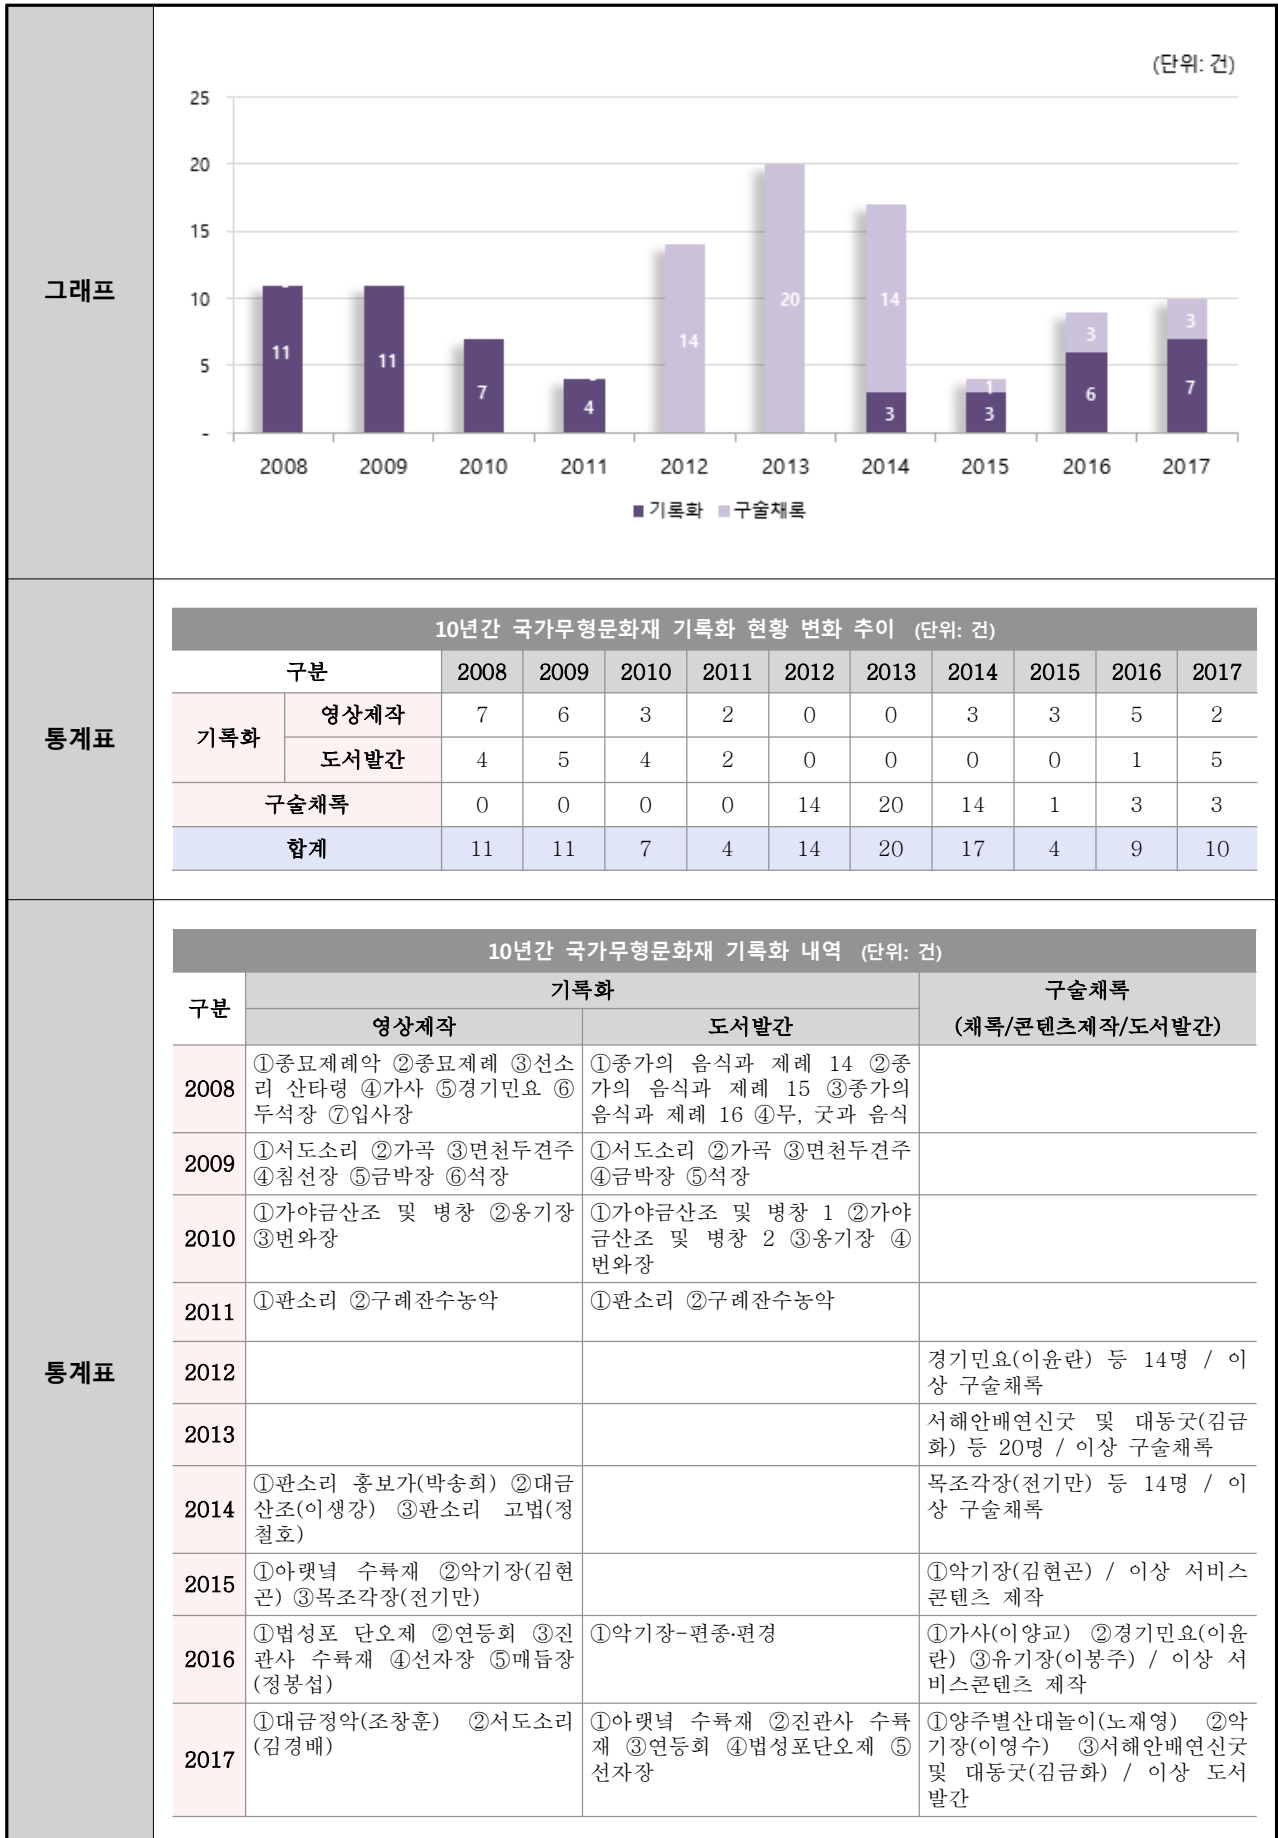 그래프
(단위: 건)
25
20
15
10
5
-
11
11
7
4
14
20
14
3
1
3
3
6
3
7
2008 2009 2010 2011 2012 2013 2014 2015 2016 2017
기록화 구술채록
통계표
10년간 국가무형문화재 기록화 현황 변화 추이 (단위: 건)
구분 2008 2009 2010 2011 2012 2013 2014 2015 2016 2017
기록화
영상제작 7 6 3 2 0 0 3 3 5 2
도서발간 4 5 4 2 0 0 0 0 1 5
구술채록 0 0 0 0 14 20 14 1 3 3
합계 11 11 7 4 14 20 17 4 9 10
통계표
10년간 국가무형문화재 기록화 내역 (단위: 건)
구분
기록화
영상제작
도서발간
구술채록
(채록/콘텐츠제작/도서발간)
2008
①종묘제례악 ②종묘제례 ③선소
리 산타령 ④가사 ⑤경기민요 ⑥
두석장 ⑦입사장
①종가의 음식과 제례 14 ②종
가의 음식과 제례 15 ③종가의
음식과 제례 16 ④무, 굿과 음식
2009
①서도소리 ②가곡 ③면천두견주
④침선장 ⑤금박장 ⑥석장
①서도소리 ②가곡 ③면천두견주
④금박장 ⑤석장
2010
①가야금산조 및 병창 ②옹기장
③번와장
①가야금산조 및 병창 1 ②가야
금산조 및 병창 2 ③옹기장 ④
번와장
2011
①판소리 ②구례잔수농악
①판소리 ②구례잔수농악
2012
경기민요(이윤란) 등 14명 / 이
상 구술채록
2013
서해안배연신굿 및 대동굿(김금
화) 등 20명 / 이상 구술채록
2014
①판소리 홍보가(박송희) ②대금
산조(이생강) ③판소리 고법(정
철호)
목조각장(전기만) 등 14명 / 이
상 구술채록
2015
①아랫녘 수륙재 ②악기장(김현
곤) ③목조각장(전기만)
①악기장(김현곤) / 이상 서비스
콘텐츠 제작
2016
①법성포 단오제 ②연등회 ③진
관사 수륙재 ④선자장 ⑤매듭장
(정봉섭)
①악기장-편종·편경
①가사(이양교) ②경기민요(이윤
란) ③유기장(이봉주) / 이상 서
비스콘텐츠 제작
2017
①대금정악(조창훈) ②서도소리
(김경배)
①아랫녘 수륙재 ②진관사 수륙
재 ③연등회 ④법성포단오제 ⑤
선자장
①양주별산대놀이(노재영) ②악
기장(이영수) ③서해안배연신굿
및 대동굿(김금화) / 이상 도서
발간